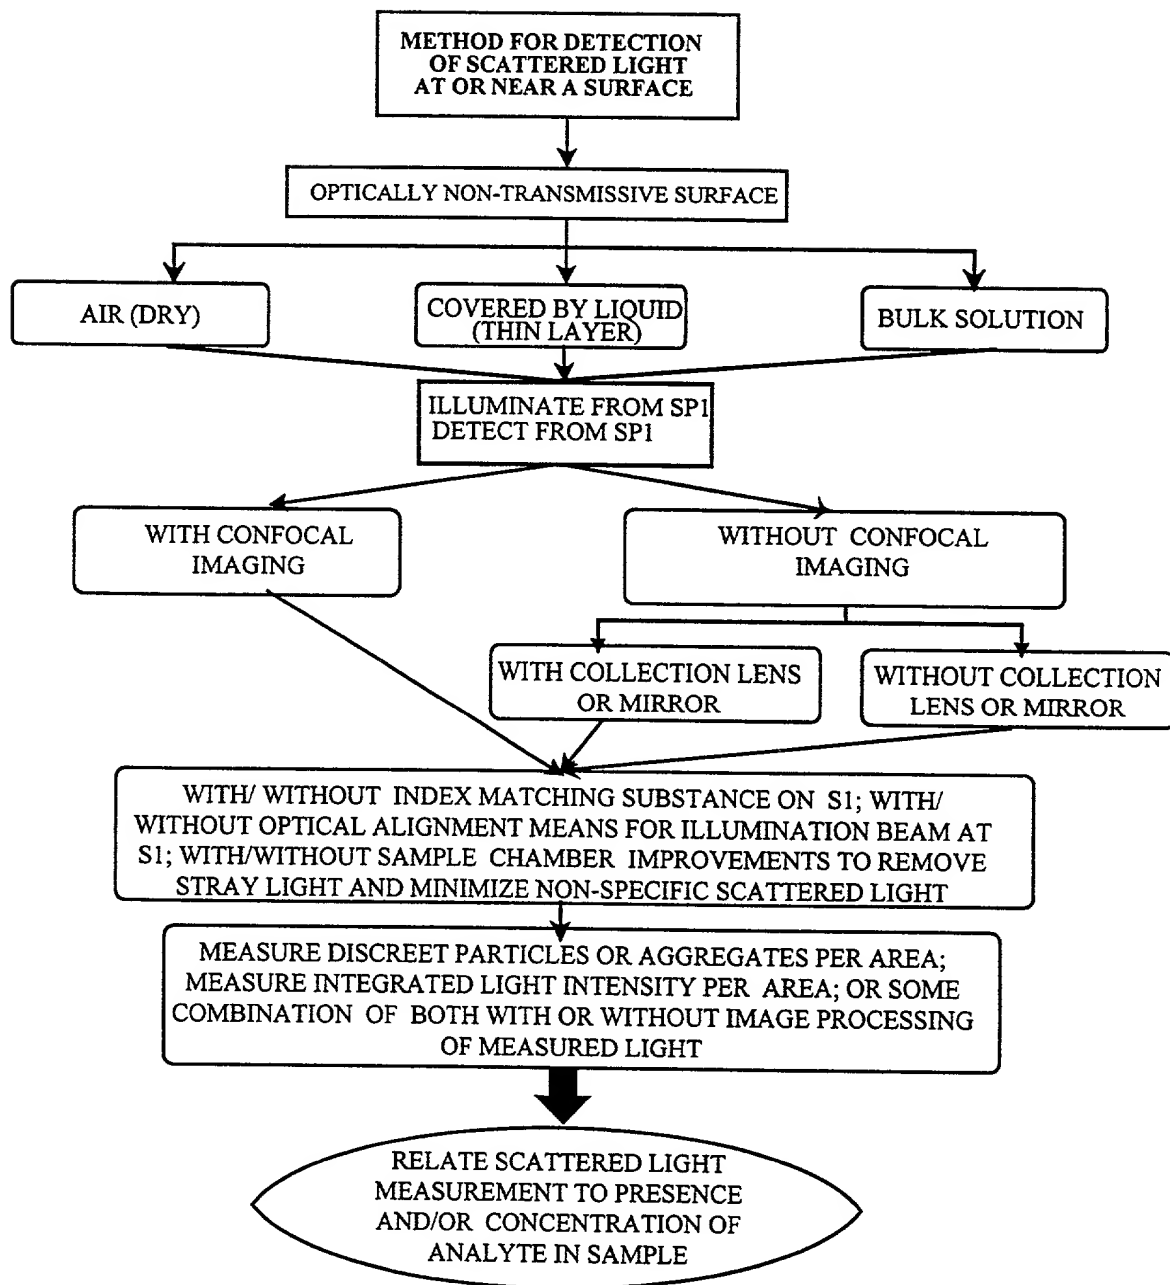 METHOD FOR DETECTION
OF SCATTERED LIGHT
AT OR NEAR A SURFACE
OPTICALLY NON-TRANSMISSIVE SURFACE
AIR (DRY)
COVERED BY LIQUID
(THIN LAYER)
BULK SOLUTION
ILLUMINATE FROM SP1
DETECT FROM SP1
WITH CONFOCAL
IMAGING
WITHOUT CONFOCAL
IMAGING
WITH COLLECTION LENS
OR MIRROR
WITHOUT COLLECTION
LENS OR MIRROR
WITH/ WITHOUT INDEX MATCHING SUBSTANCE ON S1; WITH/
WITHOUT OPTICAL ALIGNMENT MEANS FOR ILLUMINATION BEAM AT
S1; WITH/WITHOUT SAMPLE CHAMBER IMPROVEMENTS TO REMOVE
STRAY LIGHT AND MINIMIZE NON-SPECIFIC SCATTERED LIGHT
MEASURE DISCREET PARTICLES OR AGGREGATES PER AREA;
MEASURE INTEGRATED LIGHT INTENSITY PER AREA; OR SOME
COMBINATION OF BOTH WITH OR WITHOUT IMAGE PROCESSING
OF MEASURED LIGHT
RELATE SCATTERED LIGHT
MEASUREMENT TO PRESENCE
AND/OR CONCENTRATION OF
ANALYTE IN SAMPLE